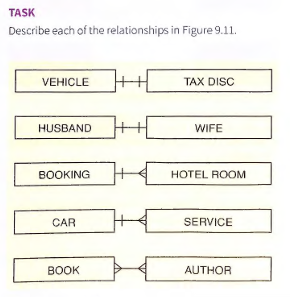 TASK
Describe each of the relationships in Figure 9.11.
VEHICLE TAX DISC
HUSBAND WIFE
BOOKING HOTEL ROOM
CAR SERVICE
BOOK AUTHOR